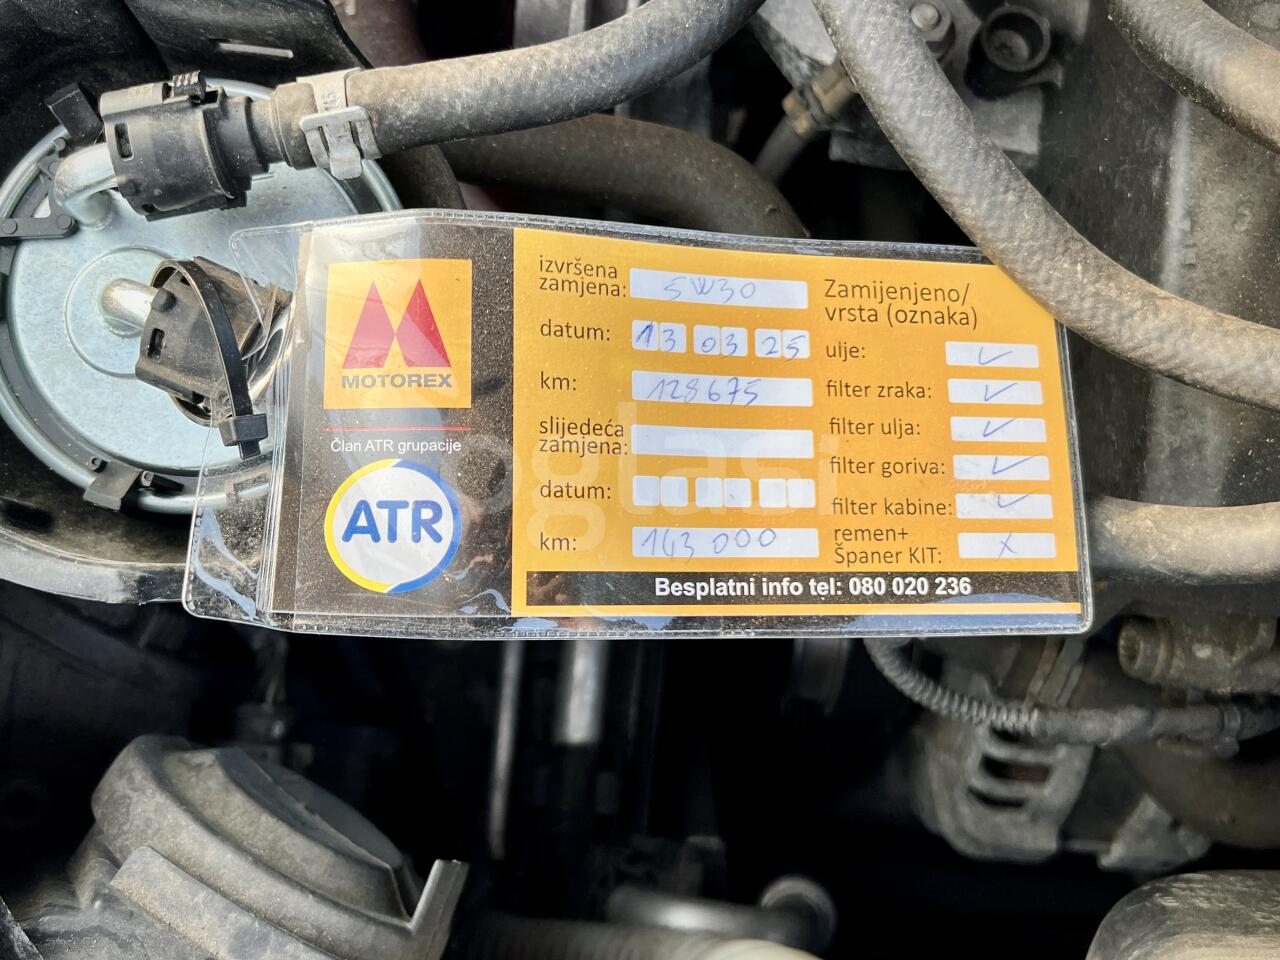 MOTOREX
Član ATR grupacije
ATR
izvršena zamjena: 5W30
datum: 13 03 25
km: 128675
slijedeća zamjena:
datum:
km: 143 000
Zamijenjeno/
vrsta (oznaka)
ulje: ✓
filter zraka: ✓
filter ulja: ✓
filter goriva: ✓
filter kabine: ✓
remen+
Španer KIT: x
Besplatni info tel: 080 020 236
oglasi